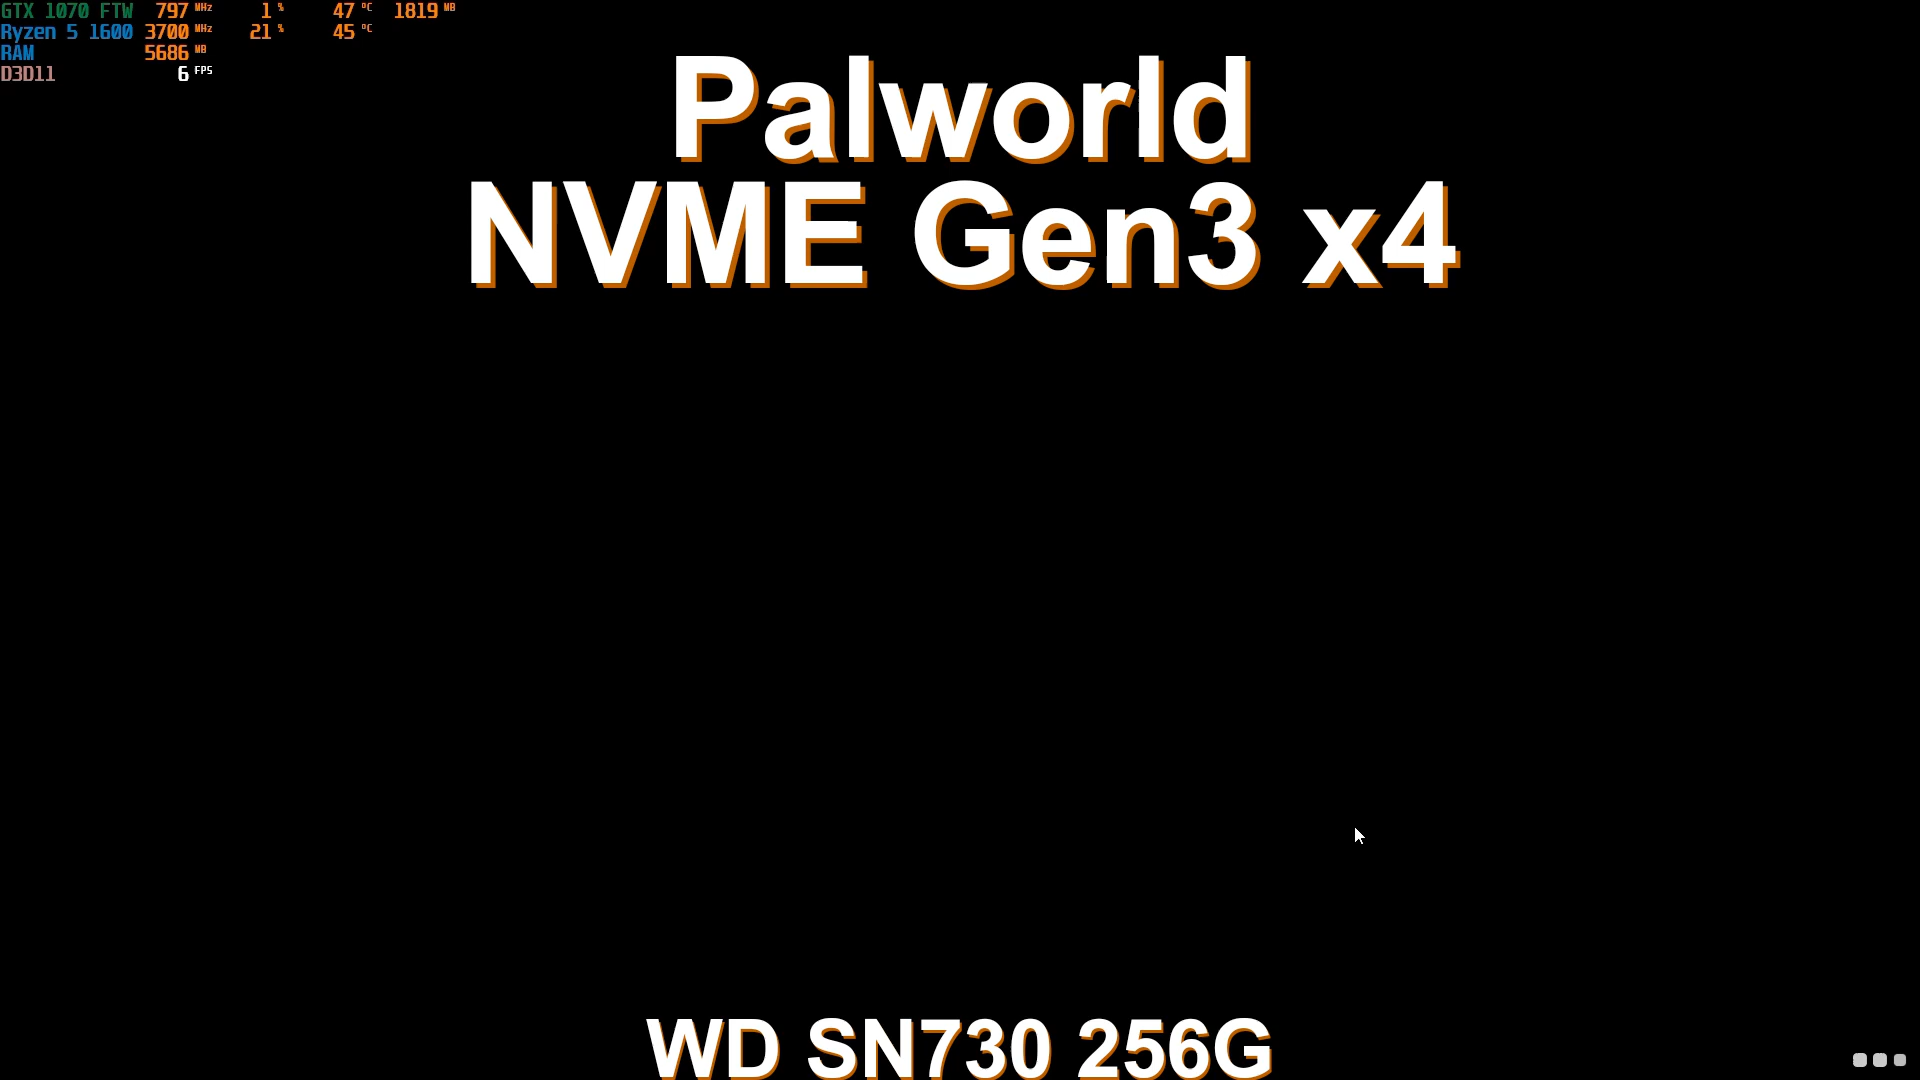 GTX 1070 FTW 797 MHz 1 % 47 °C 1819 MB
Ryzen 5 1600 3700 MHz 21 % 45 °C
RAM 5686 MB
D3D11 6 FPS
Palworld
NVME Gen3 x4
WD SN730 256G